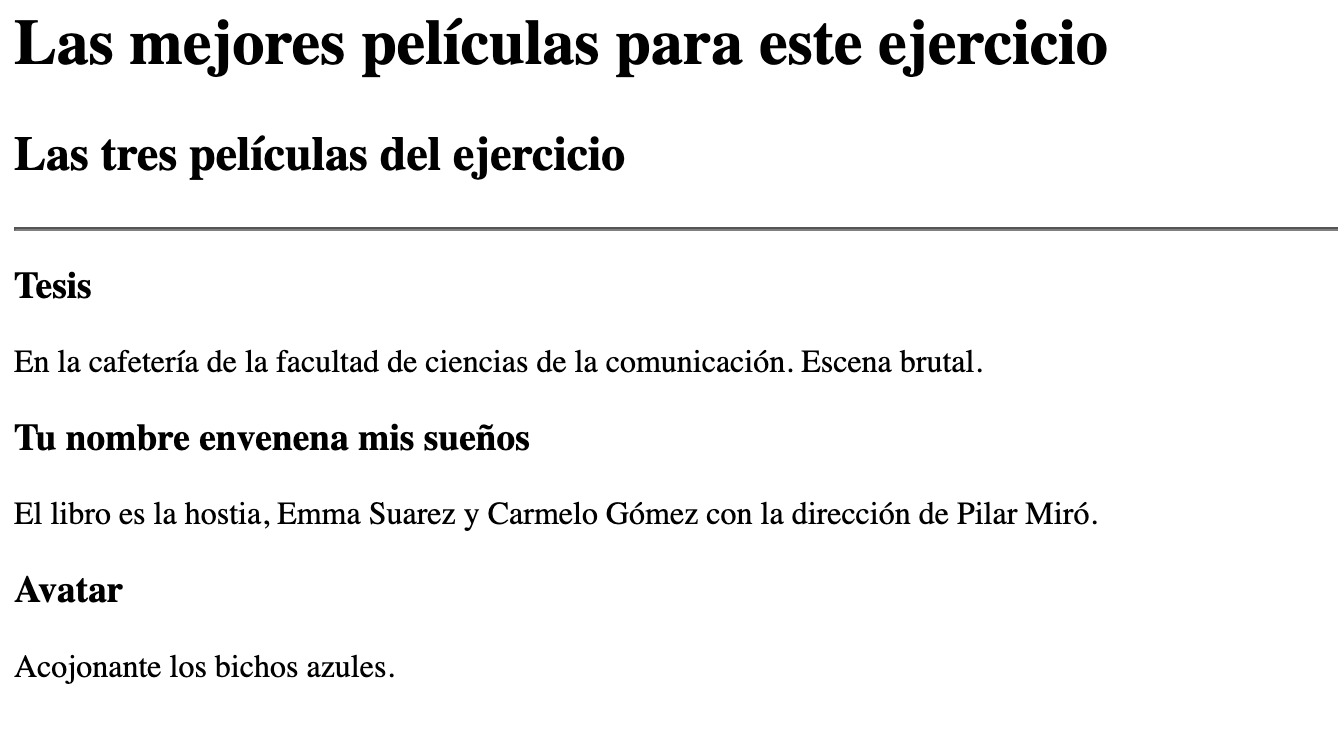 Las mejores películas para este ejercicio
Las tres películas del ejercicio
Tesis
En la cafetería de la facultad de ciencias de la comunicación. Escena brutal.
Tu nombre envenena mis sueños
El libro es la hostia, Emma Suarez y Carmelo Gómez con la dirección de Pilar Miró.
Avatar
Acojonante los bichos azules.